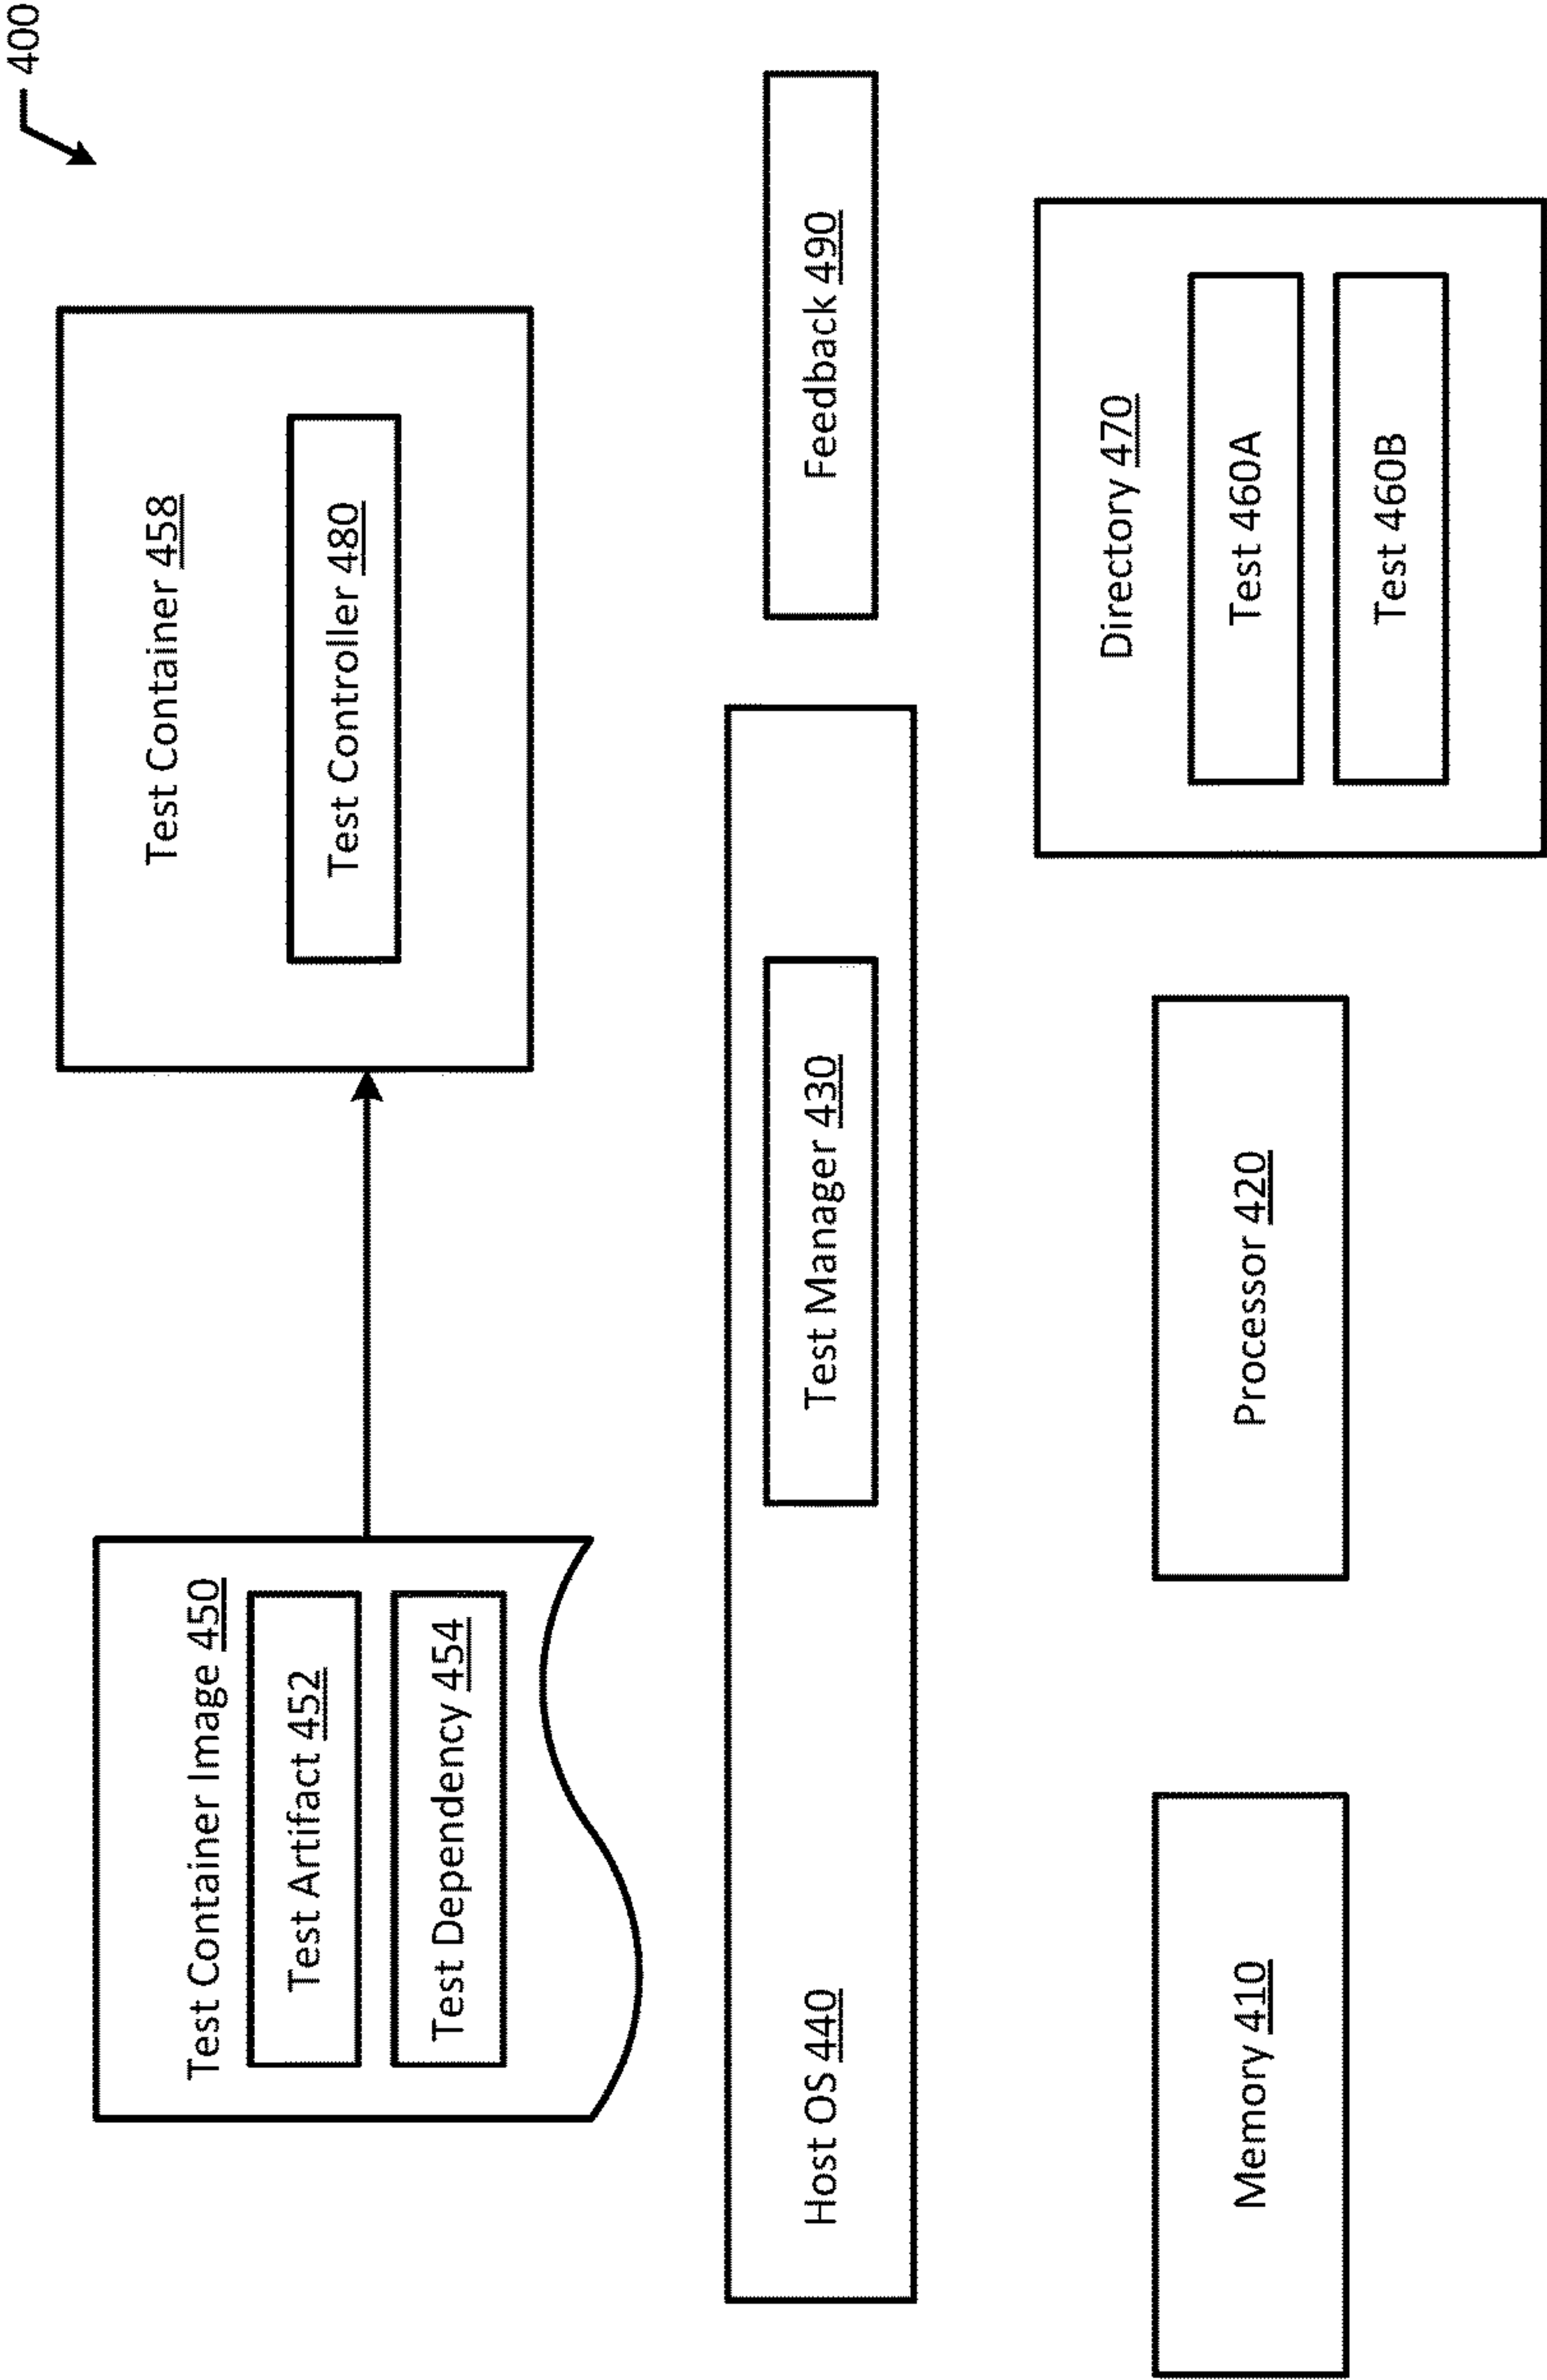 400
Test Container Image 450
Test Artifact 452
Test Dependency 454
Test Container 458
Test Controller 480
Host OS 440
Test Manager 430
Feedback 490
Memory 410
Processor 420
Directory 470
Test 460A
Test 460B